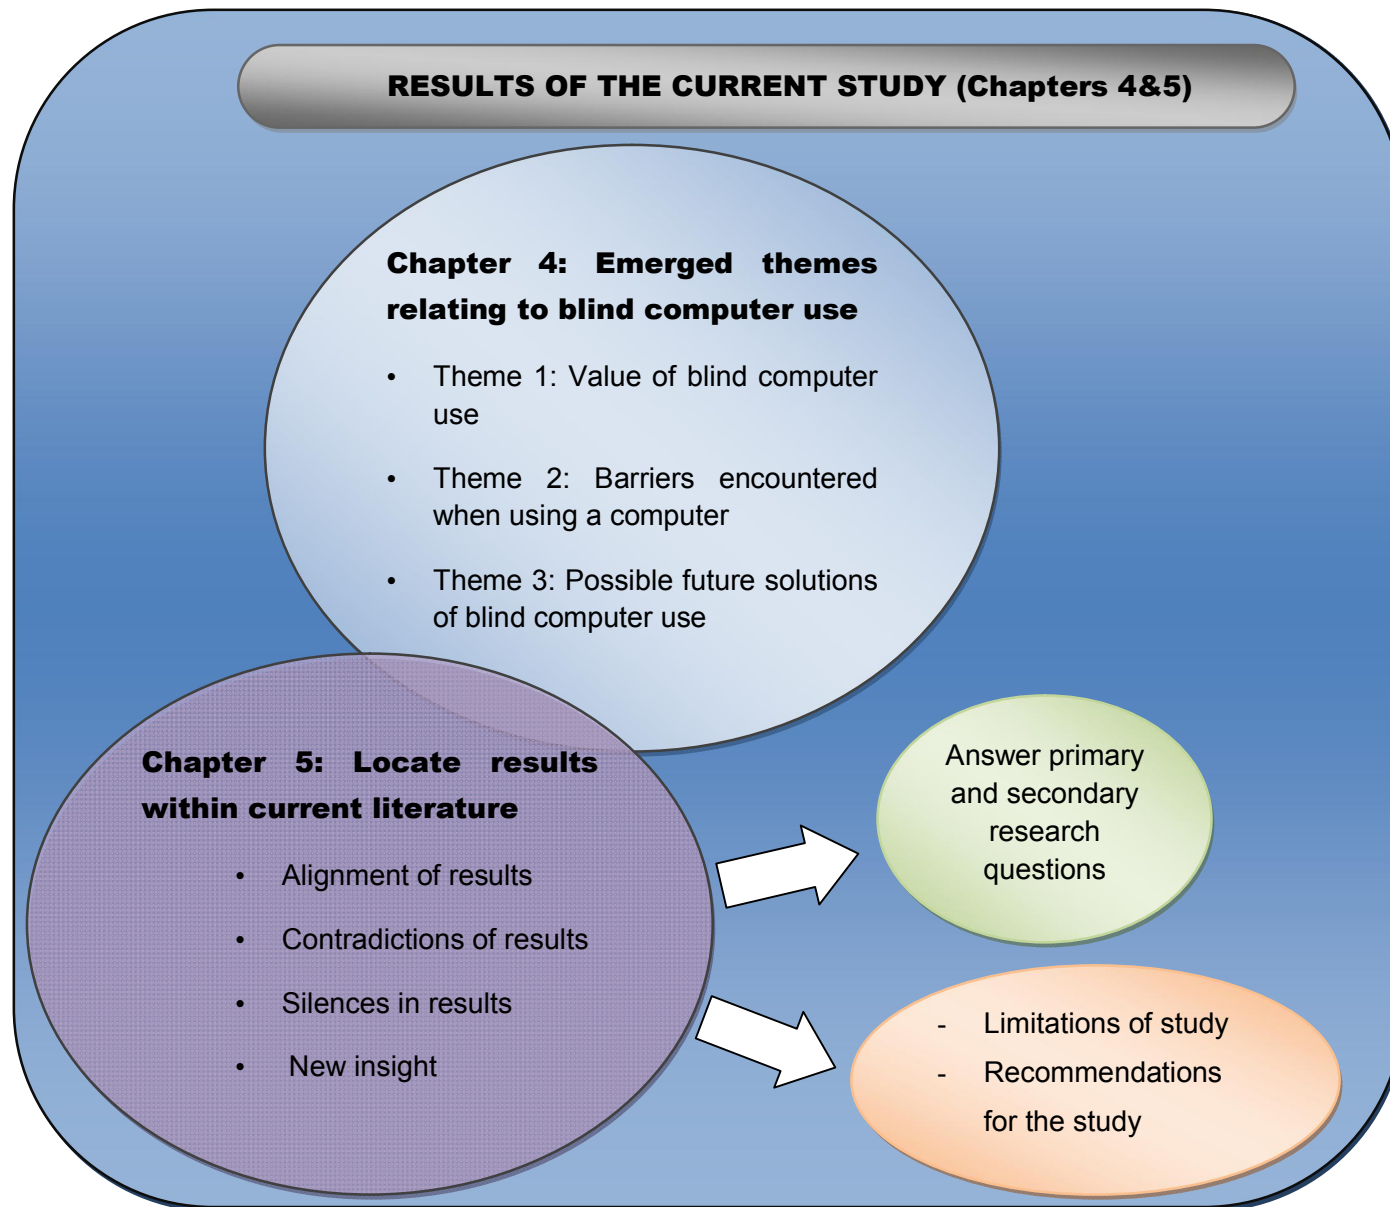 RESULTS OF THE CURRENT STUDY (Chapters 4&5)
Chapter 4: Emerged themes
relating to blind computer use
• Theme 1: Value of blind computer
use
• Theme 2: Barriers encountered
when using a computer
• Theme 3: Possible future solutions
of blind computer use
Chapter 5: Locate results
within current literature
• Alignment of results
• Contradictions of results
• Silences in results
• New insight
Answer primary
and secondary
research
questions
- Limitations of study
- Recommendations
for the study